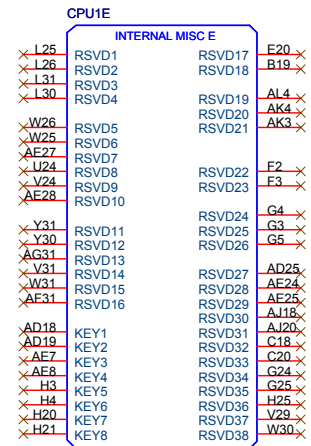 CPU1E
INTERNAL MISC E
L25 RSVD1 RSVD17 E20
L26 RSVD2 RSVD18 B19
L31 RSVD3
L30 RSVD4 RSVD19 AL4
RSVD20 AK4
W26 RSVD5 RSVD21 AK3
W25 RSVD6
AE27 RSVD7
U24 RSVD8 RSVD22 F2
V24 RSVD9 RSVD23 F3
AE28 RSVD10
RSVD24 G4
Y31 RSVD11 RSVD25 G3
Y30 RSVD12 RSVD26 G5
AG31 RSVD13
V31 RSVD14 RSVD27 AD25
W31 RSVD15 RSVD28 AE24
AF31 RSVD16 RSVD29 AE25
RSVD30 AJ18
AD18 KEY1 RSVD31 AJ20
AD19 KEY2 RSVD32 C18
AE7 KEY3 RSVD33 C20
AE8 KEY4 RSVD34 G24
H3 KEY5 RSVD35 G25
H4 KEY6 RSVD36 H25
H20 KEY7 RSVD37 V29
H21 KEY8 RSVD38 W30